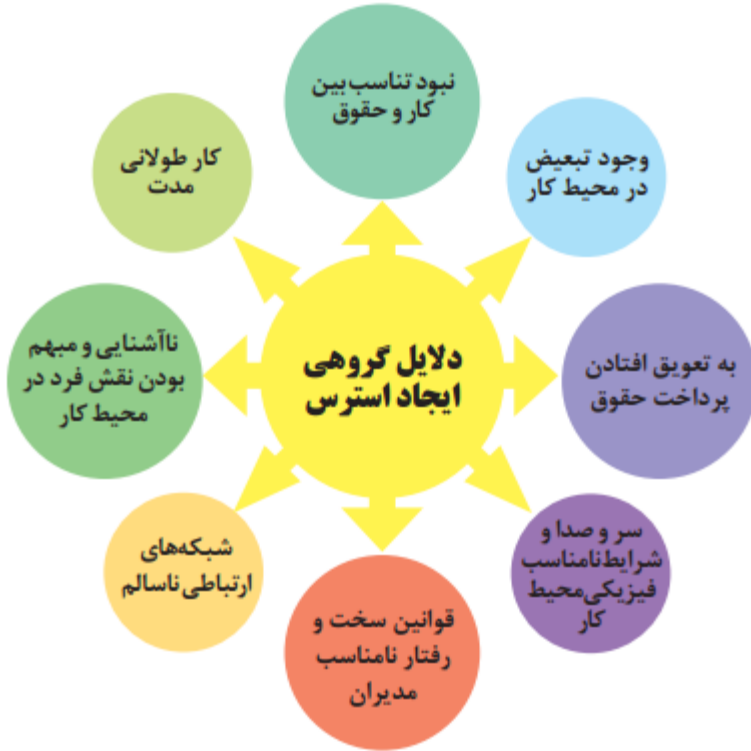 نبود تناسب بین
کار و حقوق
وجود تبعیض
در محیط کار
کار طولانی
مدت
دلایل گروهی
ایجاد استرس
به تعویق افتادن
پرداخت حقوق
ناآشنایی و مبهم
بودن نقش فرد در
محیط کار
سر و صدا و
شرایط نامناسب
فیزیکی محیط
کار
شبکه‌های
ارتباطی ناسالم
قوانین سخت و
رفتار نامناسب
مدیران